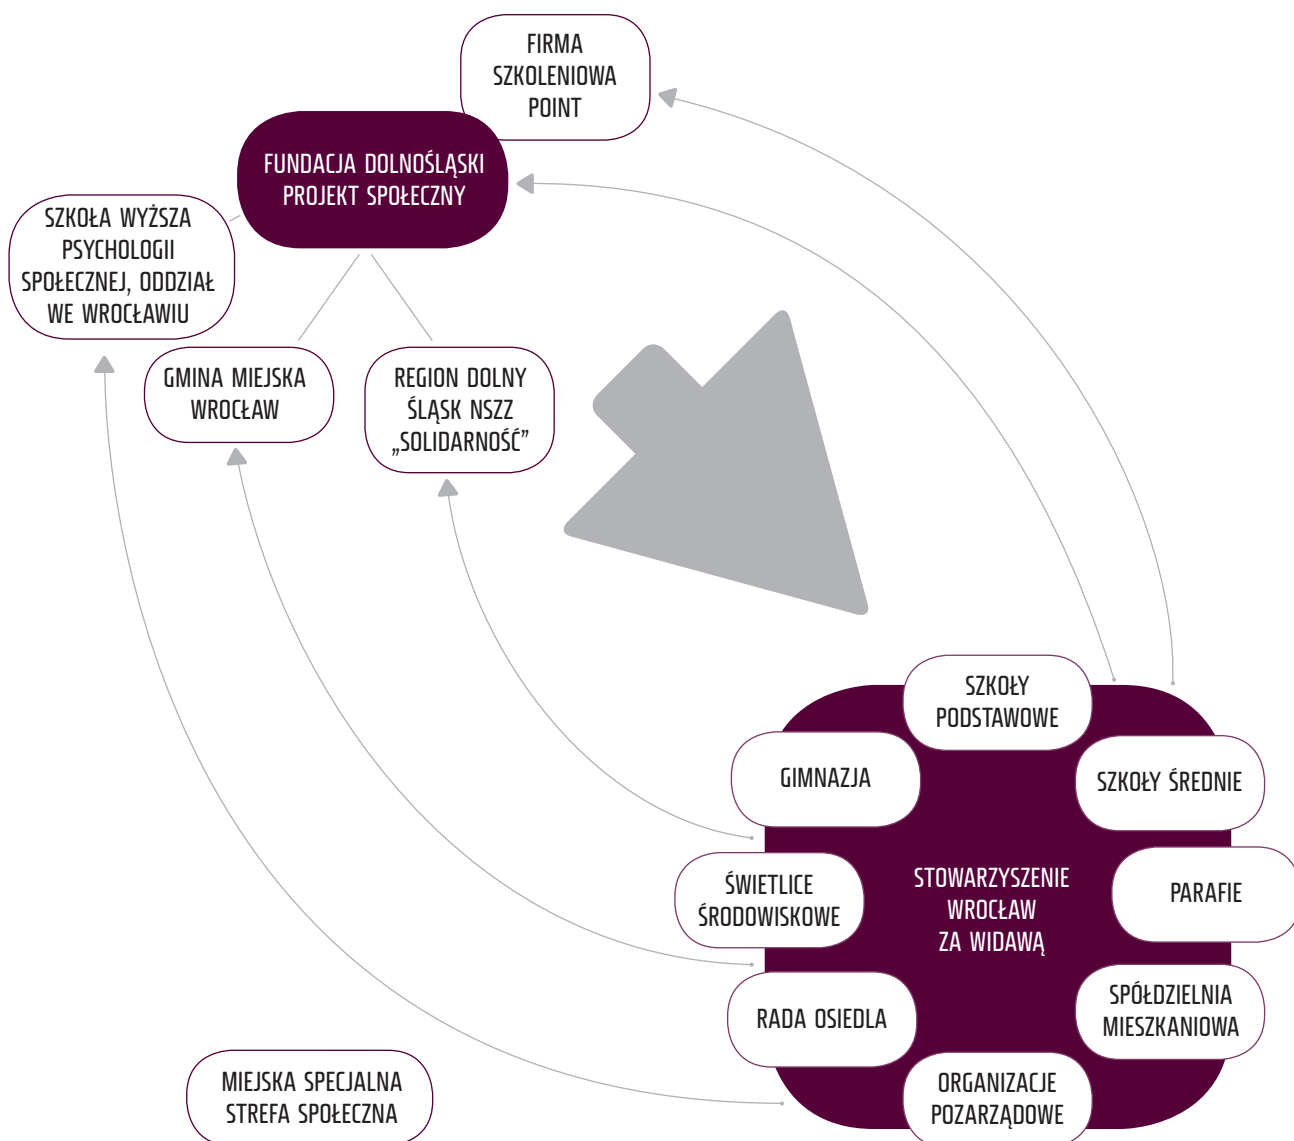 FIRMA
SZKOLENIOWA
POINT
FUNDACJA DOLNOŚLĄSKI
PROJEKT SPOŁECZNY
SZKOŁA WYŻSZA
PSYCHOLOGII
SPOŁECZNEJ, ODDZIAŁ
WE WROCŁAWIU
GMINA MIEJSKA
WROCŁAW
REGION DOLNY
ŚLĄSK NSZZ
„SOLIDARNOŚĆ”
SZKOŁY
PODSTAWOWE
GIMNAZJA
SZKOŁY ŚREDNIE
ŚWIETLICE
ŚRODOWISKOWE
STOWARZYSZENIE
WROCŁAW
ZA WIDAWĄ
PARAFIE
RADA OSIEDLA
SPÓŁDZIELNIA
MIESZKANIOWA
ORGANIZACJE
POZARZĄDOWE
MIEJSKA SPECJALNA
STREFA SPOŁECZNA